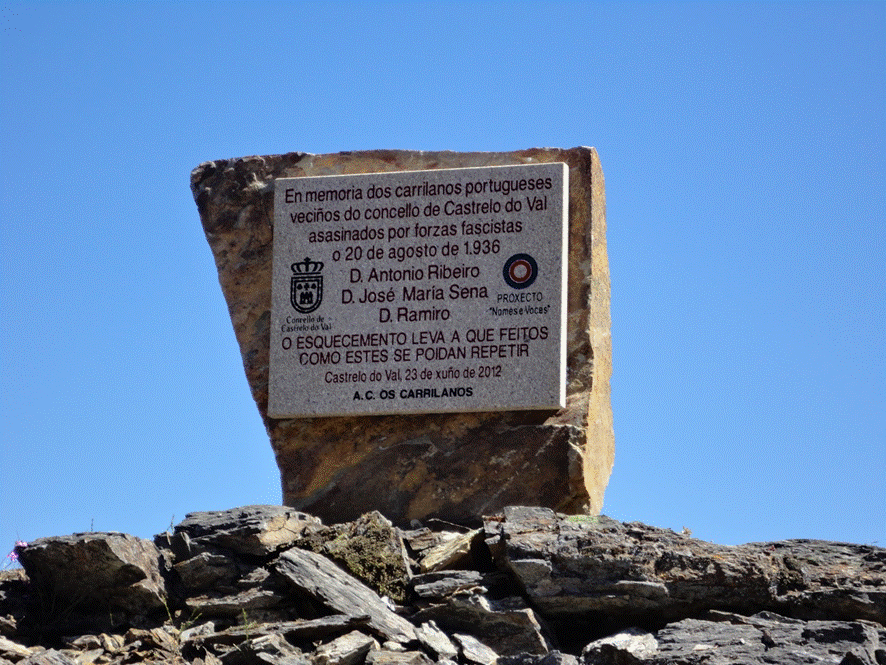 En memoria dos carrilanos portugueses
veciños do concello de Castrelo do Val
asasinados por forzas fascistas
o 20 de agosto de 1.936
D. Antonio Ribeiro
D. José María Sena
D. Ramiro
Concello de
Castrelo do Val
PROXECTO
"Nomes e Voces"
O ESQUECEMENTO LEVA A QUE FEITOS
COMO ESTES SE POIDAN REPETIR
Castrelo do Val, 23 de xuño de 2012
A.C. OS CARRILANOS